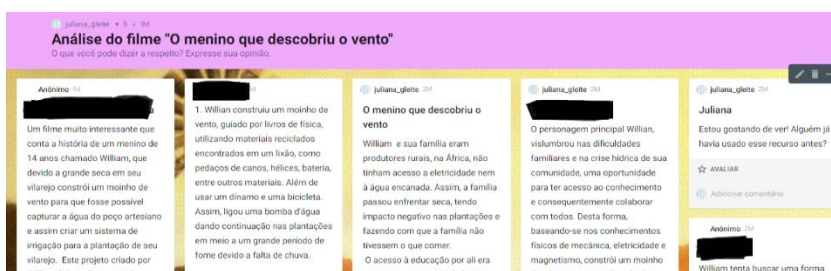 juliana_gleite • 5 • 9d
Análise do filme "O menino que descobriu o vento"
O que você pode dizer a respeito? Expresse sua opinião.
Anônimo 9d
Um filme muito interessante que
conta a história de um menino de
14 anos chamado William, que
devido a grande seca em seu
vilarejo constrói um moinho de
vento para que fosse possível
capturar a água do poço artesiano
e assim criar um sistema de
irrigação para a plantação de seu
vilarejo. Este projeto criado por
1. Willian construiu um moinho de
vento, guiado por livros de física,
utilizando materiais reciclados
encontrados em um lixão, como
pedaços de canos, hélices, bateria,
entre outros materiais. Além de
usar um dínamo e uma bicicleta.
Assim, ligou uma bomba d'água
dando continuação nas plantações
em meio a um grande período de
fome devido a falta de chuva.
juliana_gleite 2M
O menino que descobriu o
vento
William e sua família eram
produtores rurais, na África, não
tinham acesso a eletricidade nem
à água encanada. Assim, a família
passou enfrentar seca, tendo
impacto negativo nas plantações e
fazendo com que a família não
tivessem o que comer.
O acesso à educação por ali era
juliana_gleite 2M
O personagem principal Willian,
vislumbrou nas dificuldades
familiares e na crise hídrica de sua
comunidade, uma oportunidade
para ter acesso ao conhecimento
e consequentemente colaborar
com todos. Desta forma,
baseando-se nos conhecimentos
físicos de mecânica, eletricidade e
magnetismo, constrói um moinho
juliana_gleite 2M
Juliana
Estou gostando de ver! Alguém já
havia usado esse recurso antes?
AVALIAR
Adicionar comentário
Anônimo 2M
William tenta buscar uma forma